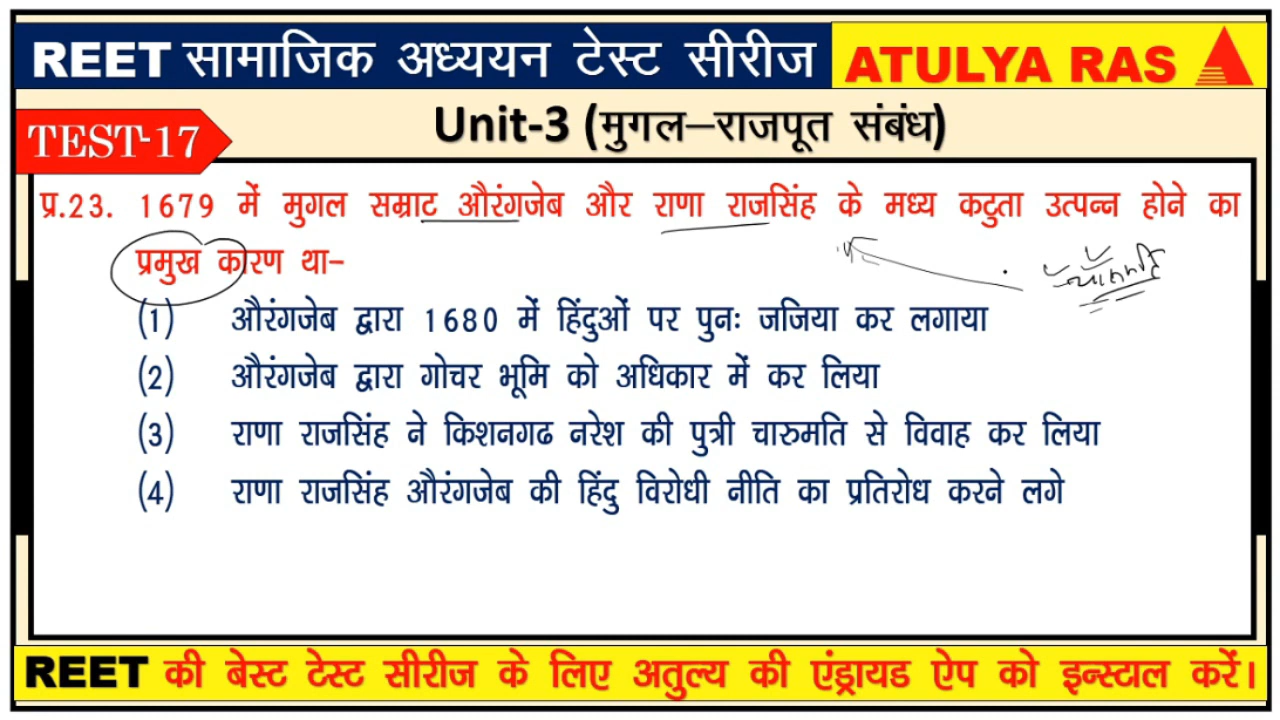 REET सामाजिक अध्ययन टेस्ट सीरीज ATULYA RAS
TEST-17
Unit-3 (मुगल–राजपूत संबंध)
प्र.23. 1679 में मुगल सम्राट औरंगजेब और राणा राजसिंह के मध्य कटुता उत्पन्न होने का
प्रमुख कारण था–
(1) औरंगजेब द्वारा 1680 में हिंदुओं पर पुनः जजिया कर लगाया
(2) औरंगजेब द्वारा गोचर भूमि को अधिकार में कर लिया
(3) राणा राजसिंह ने किशनगढ नरेश की पुत्री चारुमति से विवाह कर लिया
(4) राणा राजसिंह औरंगजेब की हिंदु विरोधी नीति का प्रतिरोध करने लगे
REET की बेस्ट टेस्ट सीरीज के लिए अतुल्य की एंड्रायड ऐप को इन्स्टाल करें।